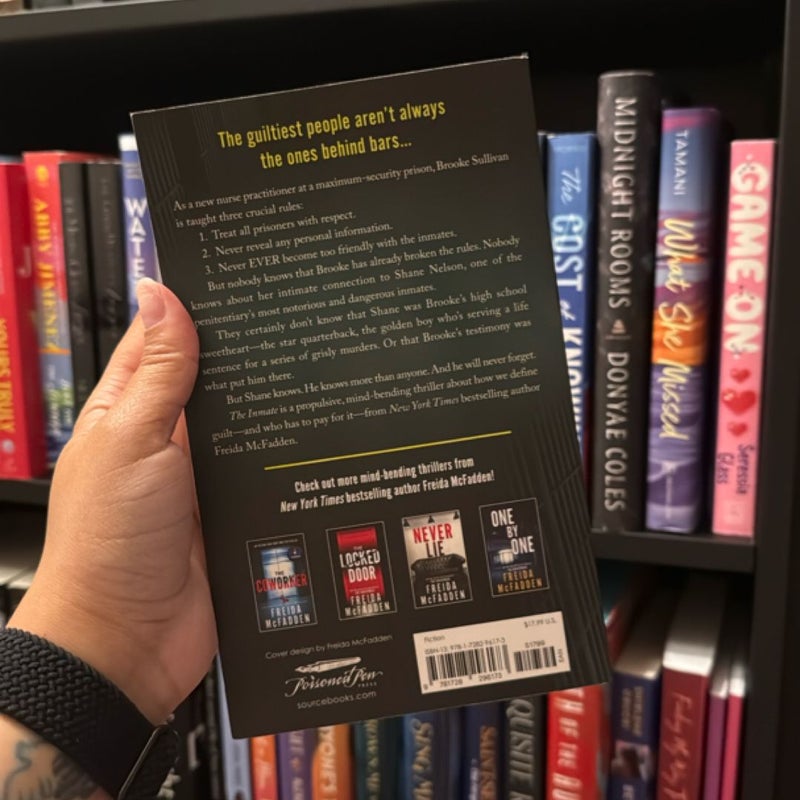 The guiltiest people aren't always
the ones behind bars...
As a new nurse practitioner at a maximum-security prison, Brooke Sullivan
is taught three crucial rules:
1. Treat all prisoners with respect.
2. Never reveal any personal information.
3. Never EVER become too friendly with the inmates.
But nobody knows that Brooke has already broken the rules. Nobody
knows about her intimate connection to Shane Nelson, one of the
penitentiary's most notorious and dangerous inmates.
They certainly don't know that Shane was Brooke's high school
sweetheart—the star quarterback, the golden boy who's serving a life
sentence for a series of grisly murders. Or that Brooke's testimony was
what put him there.
But Shane knows. He knows more than anyone. And he will never forget.
The Inmate is a propulsive, mind-bending thriller about how we define
guilt—and who has to pay for it—from New York Times bestselling author
Freida McFadden.
Check out more mind-bending thrillers from
New York Times bestselling author Freida McFadden!
THE
COWORKER
FREIDA
McFADDEN
THE
LOCKED
DOOR
FREIDA
McFADDEN
NEVER
LIE
FREIDA
McFADDEN
ONE
BY
ONE
FREIDA
McFADDEN
Cover design by Freida McFadden
Poisoned Pen
PRESS
sourcebooks.com
Fiction
$17.99 U.S.
ABBY JIMENEZ
YOURS TRULY
WATE
The COST of
MIDNIGHT ROOMS DONYAE COLES
TAMANI
What She Missed
GAME ON
Seressia
Glass